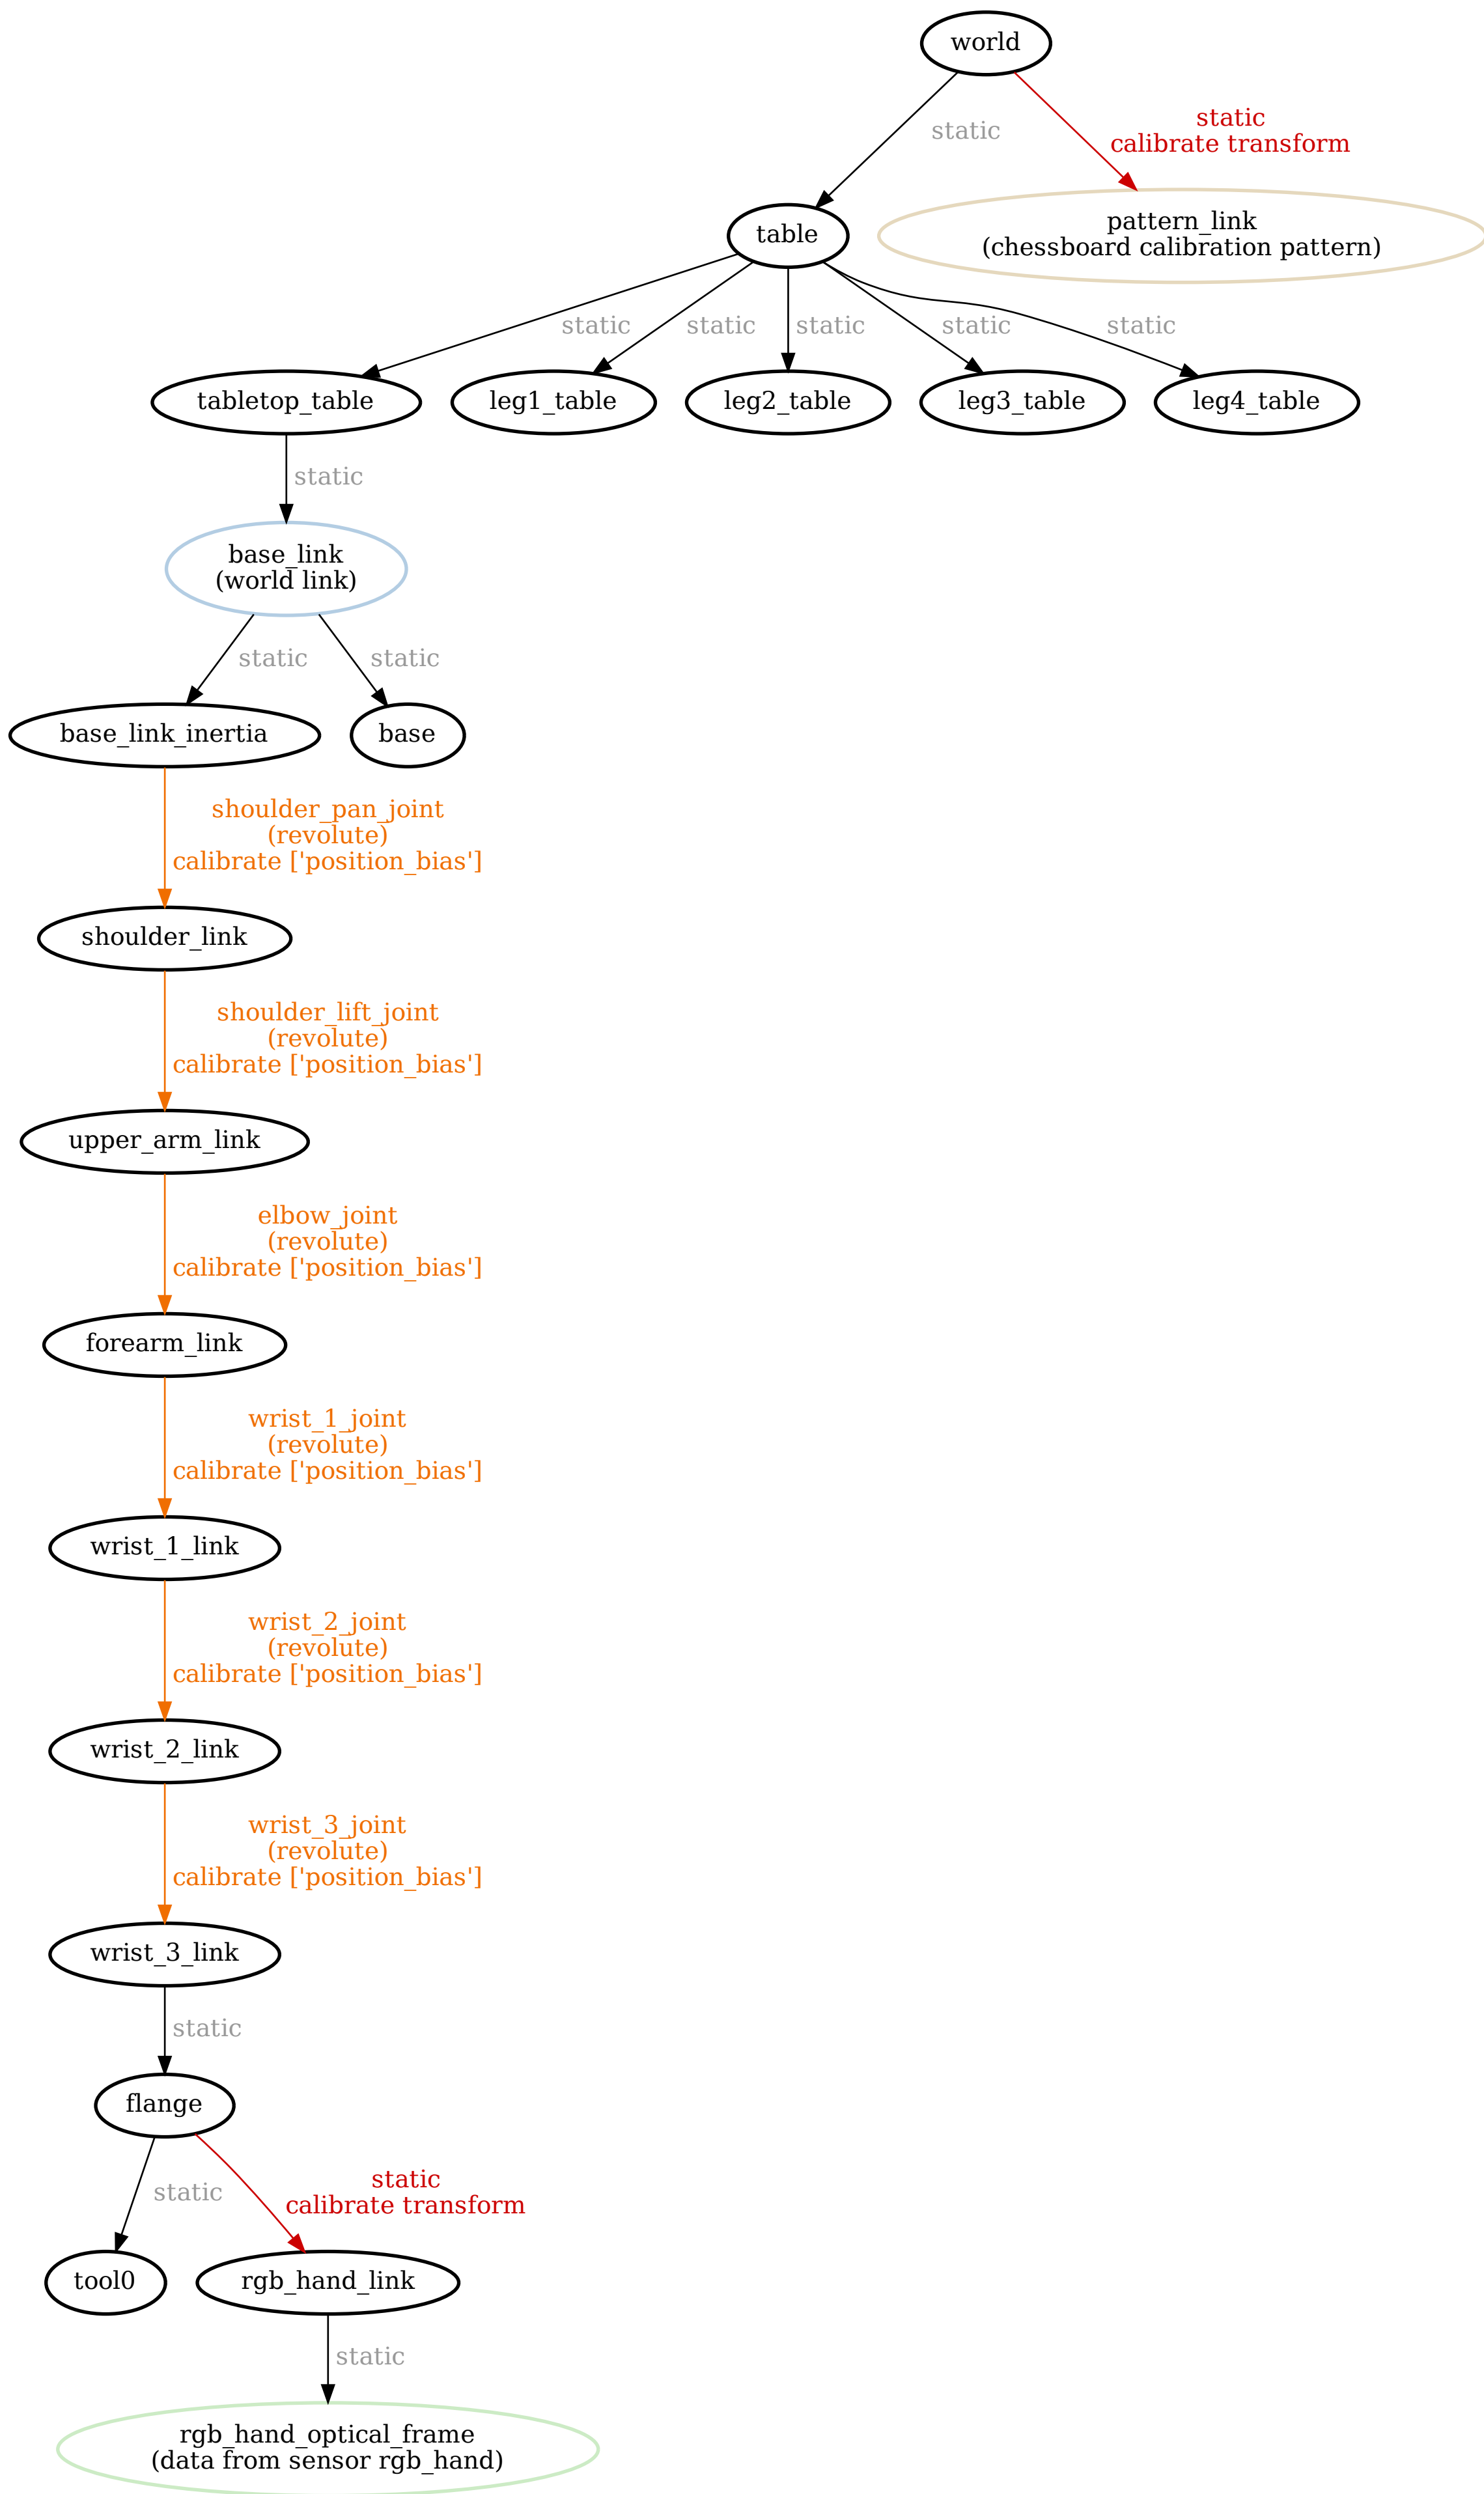 world
static
static
calibrate transform
table
pattern_link
(chessboard calibration pattern)
static
static
static
static
static
tabletop_table
leg1_table
leg2_table
leg3_table
leg4_table
static
base_link
(world link)
static
static
base_link_inertia
base
shoulder_pan_joint
(revolute)
calibrate ['position_bias']
shoulder_link
shoulder_lift_joint
(revolute)
calibrate ['position_bias']
upper_arm_link
elbow_joint
(revolute)
calibrate ['position_bias']
forearm_link
wrist_1_joint
(revolute)
calibrate ['position_bias']
wrist_1_link
wrist_2_joint
(revolute)
calibrate ['position_bias']
wrist_2_link
wrist_3_joint
(revolute)
calibrate ['position_bias']
wrist_3_link
static
flange
static
static
calibrate transform
tool0
rgb_hand_link
static
rgb_hand_optical_frame
(data from sensor rgb_hand)